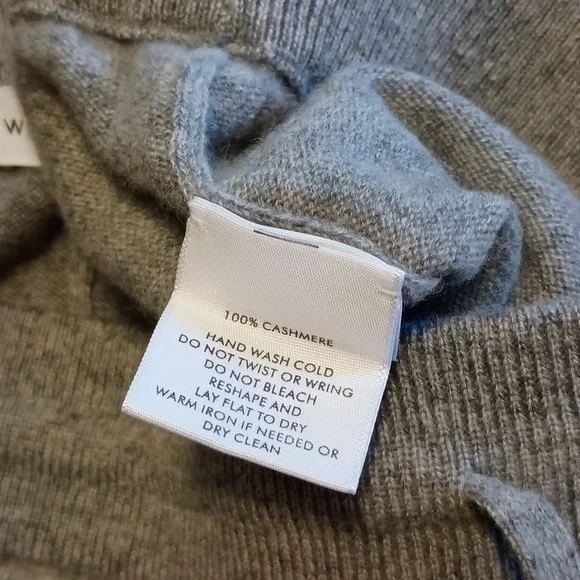 W
100% CASHMERE
HAND WASH COLD
DO NOT TWIST OR WRING
DO NOT BLEACH
RESHAPE AND
LAY FLAT TO DRY
WARM IRON IF NEEDED OR
DRY CLEAN